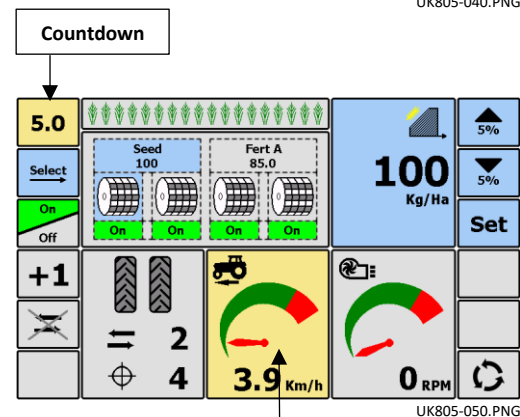 UK805-040.PNG
Countdown
5.0
5%
Seed
100
Fert A
85.0
Select
100
Kg/Ha
5%
On
Off
On
On
On
On
Set
+1
2
4
3.9 Km/h
0 RPM
UK805-050.PNG